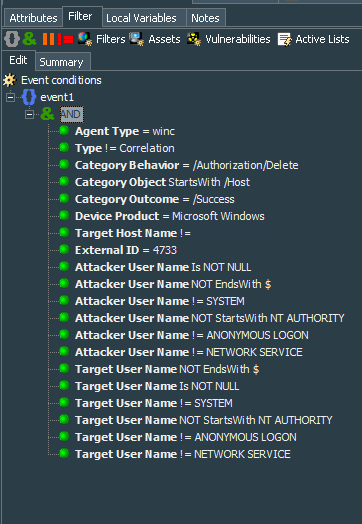 Attributes Filter Local Variables Notes
Filters Assets Vulnerabilities Active Lists
Edit Summary
Event conditions
event1
AND
Agent Type = winc
Type != Correlation
Category Behavior = /Authorization/Delete
Category Object StartsWith /Host
Category Outcome = /Success
Device Product = Microsoft Windows
Target Host Name !=
External ID = 4733
Attacker User Name Is NOT NULL
Attacker User Name NOT EndsWith $
Attacker User Name != SYSTEM
Attacker User Name NOT StartsWith NT AUTHORITY
Attacker User Name != ANONYMOUS LOGON
Attacker User Name != NETWORK SERVICE
Target User Name NOT EndsWith $
Target User Name Is NOT NULL
Target User Name != SYSTEM
Target User Name NOT StartsWith NT AUTHORITY
Target User Name != ANONYMOUS LOGON
Target User Name != NETWORK SERVICE